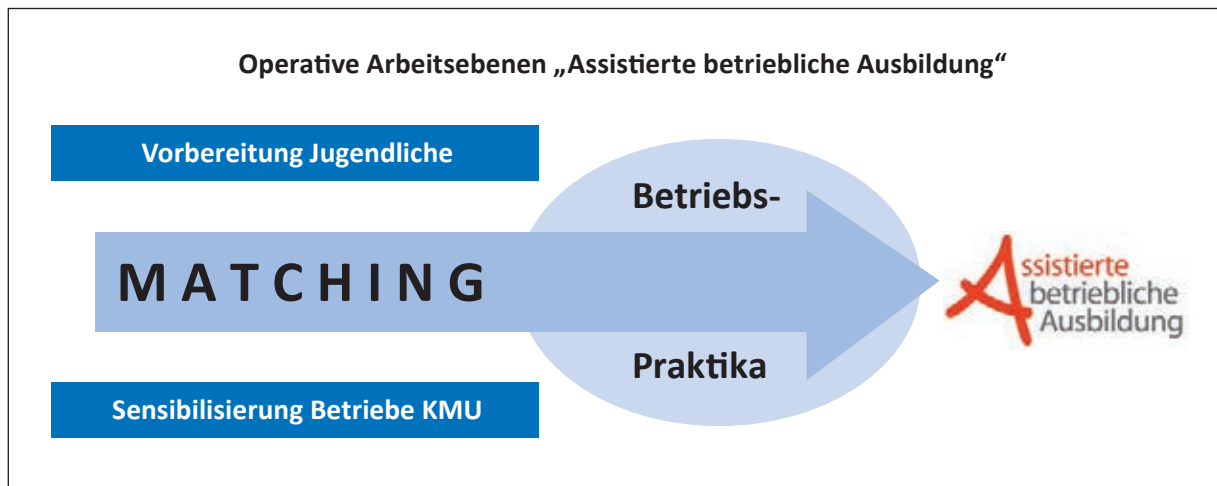 Operative Arbeitsebenen „Assistierte betriebliche Ausbildung“
Vorbereitung Jugendliche
Betriebs-
MATCHING
Assistierte
betriebliche
Ausbildung
Praktika
Sensibilisierung Betriebe KMU